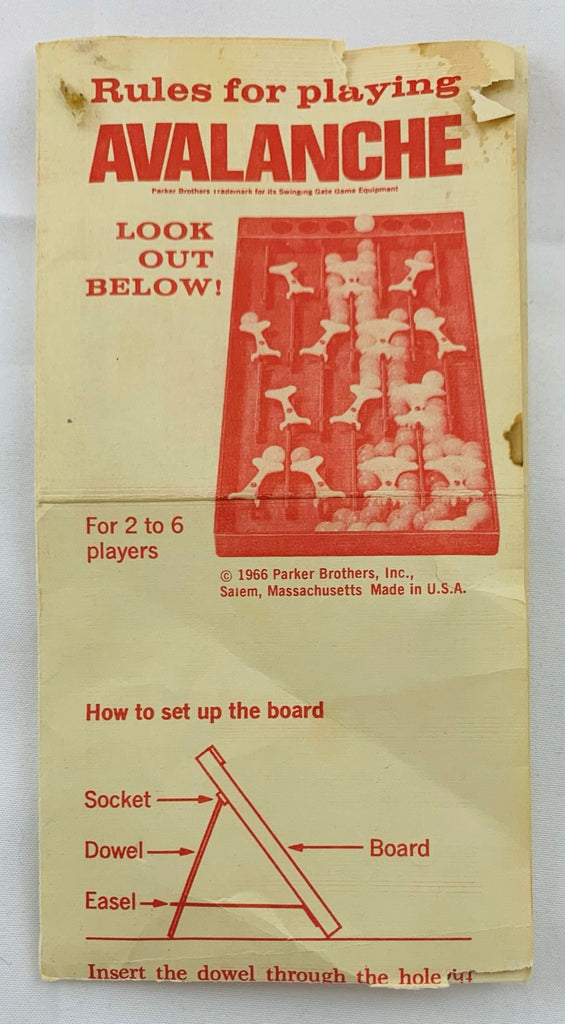 Rules for playing
AVALANCHE
Parker Brothers Trademark for its Swinging Gate Game Equipment
LOOK
OUT
BELOW!
For 2 to 6
players
© 1966 Parker Brothers, Inc.,
Salem, Massachusetts Made in U.S.A.
How to set up the board
Socket
Dowel
Board
Easel
Insert the dowel through the hole